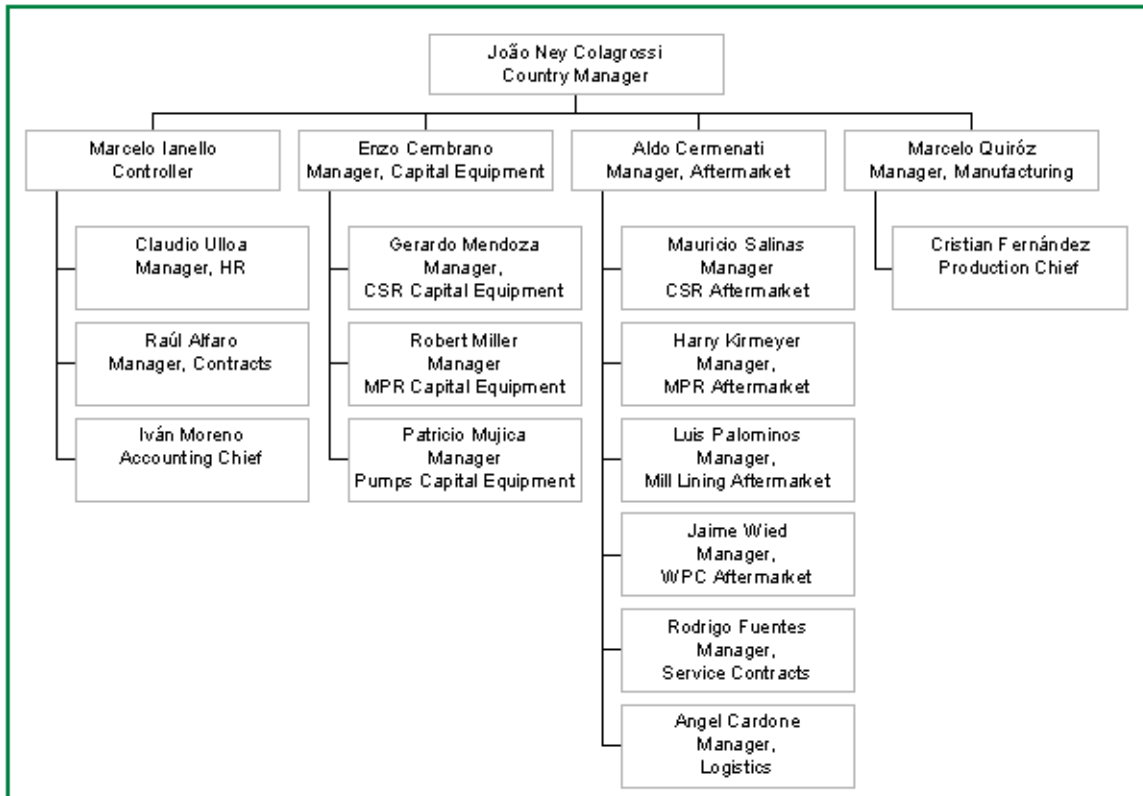 João Ney Colagrossi
Country Manager
Marcelo Ianello
Controller
Enzo Cembrano
Manager, Capital Equipment
Aldo Cermenati
Manager, Aftermarket
Marcelo Quiróz
Manager, Manufacturing
Claudio Ulloa
Manager, HR
Raúl Alfaro
Manager, Contracts
Iván Moreno
Accounting Chief
Gerardo Mendoza
Manager,
CSR Capital Equipment
Robert Miller
Manager
MPR Capital Equipment
Patricio Mujica
Manager
Pumps Capital Equipment
Mauricio Salinas
Manager
CSR Aftermarket
Harry Kirmeyer
Manager,
MPR Aftermarket
Luis Palominos
Manager,
Mill Lining Aftermarket
Jaime Wied
Manager,
WPC Aftermarket
Rodrigo Fuentes
Manager,
Service Contracts
Angel Cardone
Manager,
Logistics
Cristian Fernández
Production Chief